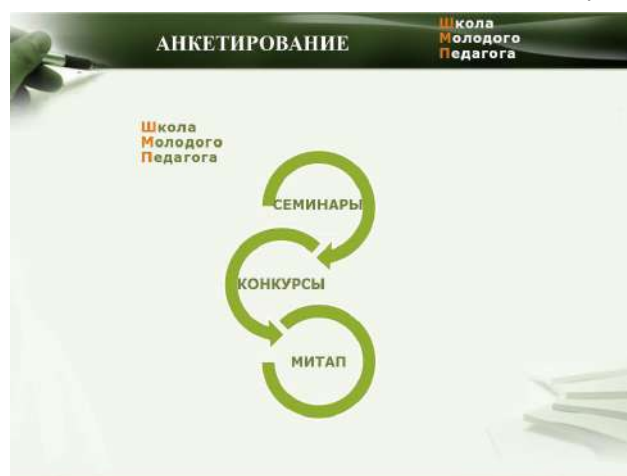 АНКЕТИРОВАНИЕ
Школа
Молодого
Педагога
Школа
Молодого
Педагога
СЕМИНАРЫ
КОНКУРСЫ
МИТАП